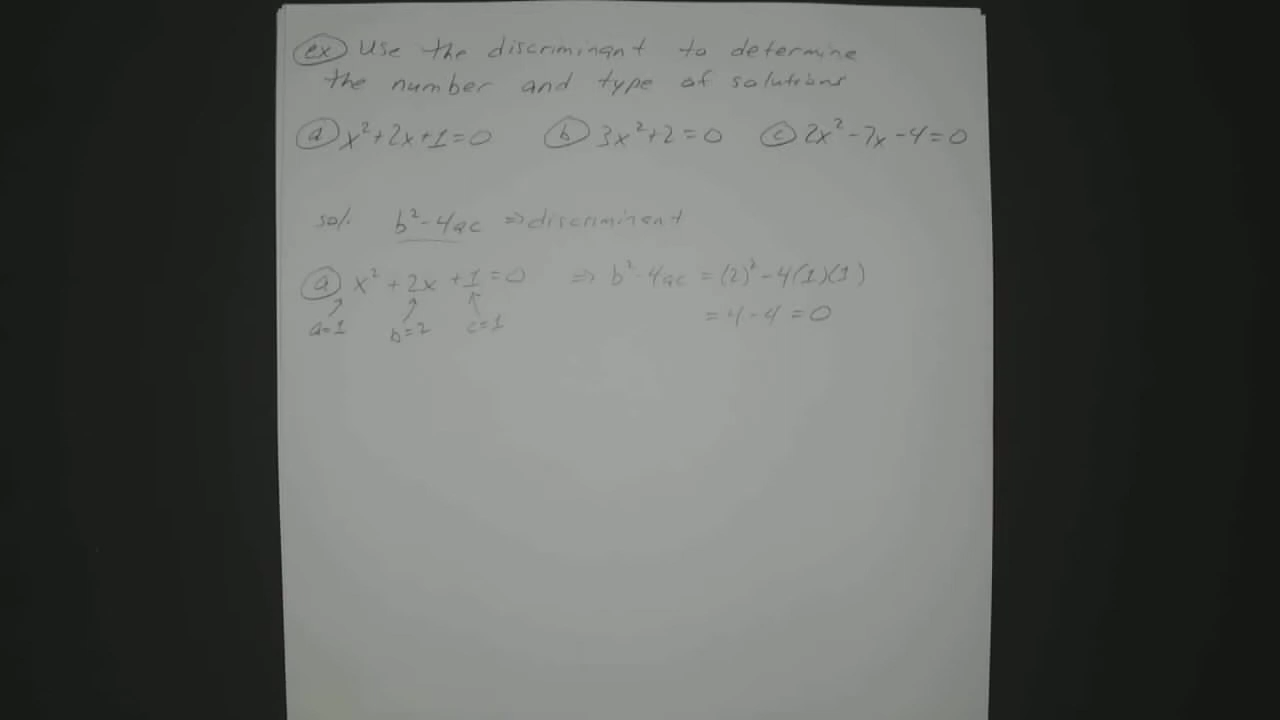 ex Use the discriminant to determine
the number and type of solutions
a x²+2x+1=0 b 3x²+2=0 c 2x²-7x-4=0
sol. b²-4ac ⇒ discriminant
a x²+2x+1=0 ⇒ b²-4ac = (2)²-4(1)(1)
a=1 b=2 c=1 = 4-4 = 0